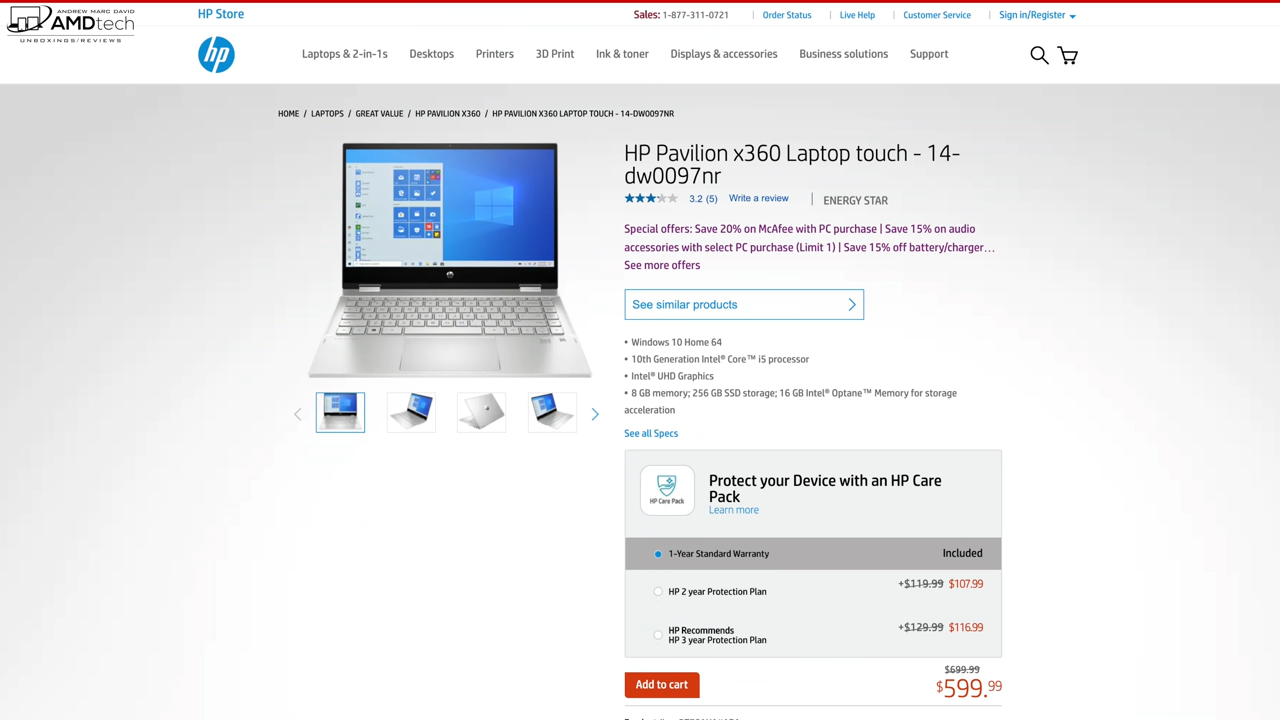 ANDREW MARC DAVID
AMDtech
UNBOXINGS/REVIEWS
HP Store
Sales: 1-877-311-0721
Order Status
Live Help
Customer Service
Sign in/Register
hp
Laptops & 2-in-1s
Desktops
Printers
3D Print
Ink & toner
Displays & accessories
Business solutions
Support
HOME / LAPTOPS / GREAT VALUE / HP PAVILION X360 / HP PAVILION X360 LAPTOP TOUCH - 14-DW0097NR
HP Pavilion x360 Laptop touch - 14-
dw0097nr
3.2 (5) Write a review
ENERGY STAR
Special offers: Save 20% on McAfee with PC purchase | Save 15% on audio
accessories with select PC purchase (Limit 1) | Save 15% off battery/charger…
See more offers
See similar products
• Windows 10 Home 64
• 10th Generation Intel® Core™ i5 processor
• Intel® UHD Graphics
• 8 GB memory; 256 GB SSD storage; 16 GB Intel® Optane™ Memory for storage
acceleration
See all Specs
HP Care Pack
Protect your Device with an HP Care
Pack
Learn more
1-Year Standard Warranty Included
HP 2 year Protection Plan +$119.99 $107.99
HP Recommends
HP 3 year Protection Plan +$129.99 $116.99
$699.99
Add to cart $599.99